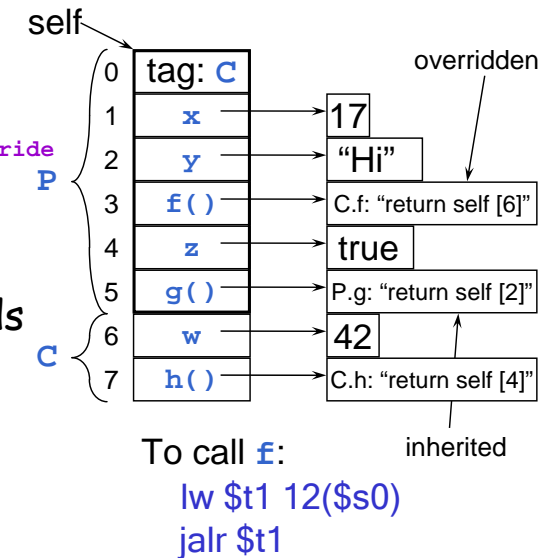 self
overridden
0 tag: C
1 x 17
ride
2 y "Hi"
P
3 f() C.f: "return self [6]"
4 z true
5 g() P.g: "return self [2]"
ds
6 w 42
C
7 h() C.h: "return self [4]"
To call f:
inherited
lw $t1 12($s0)
jalr $t1